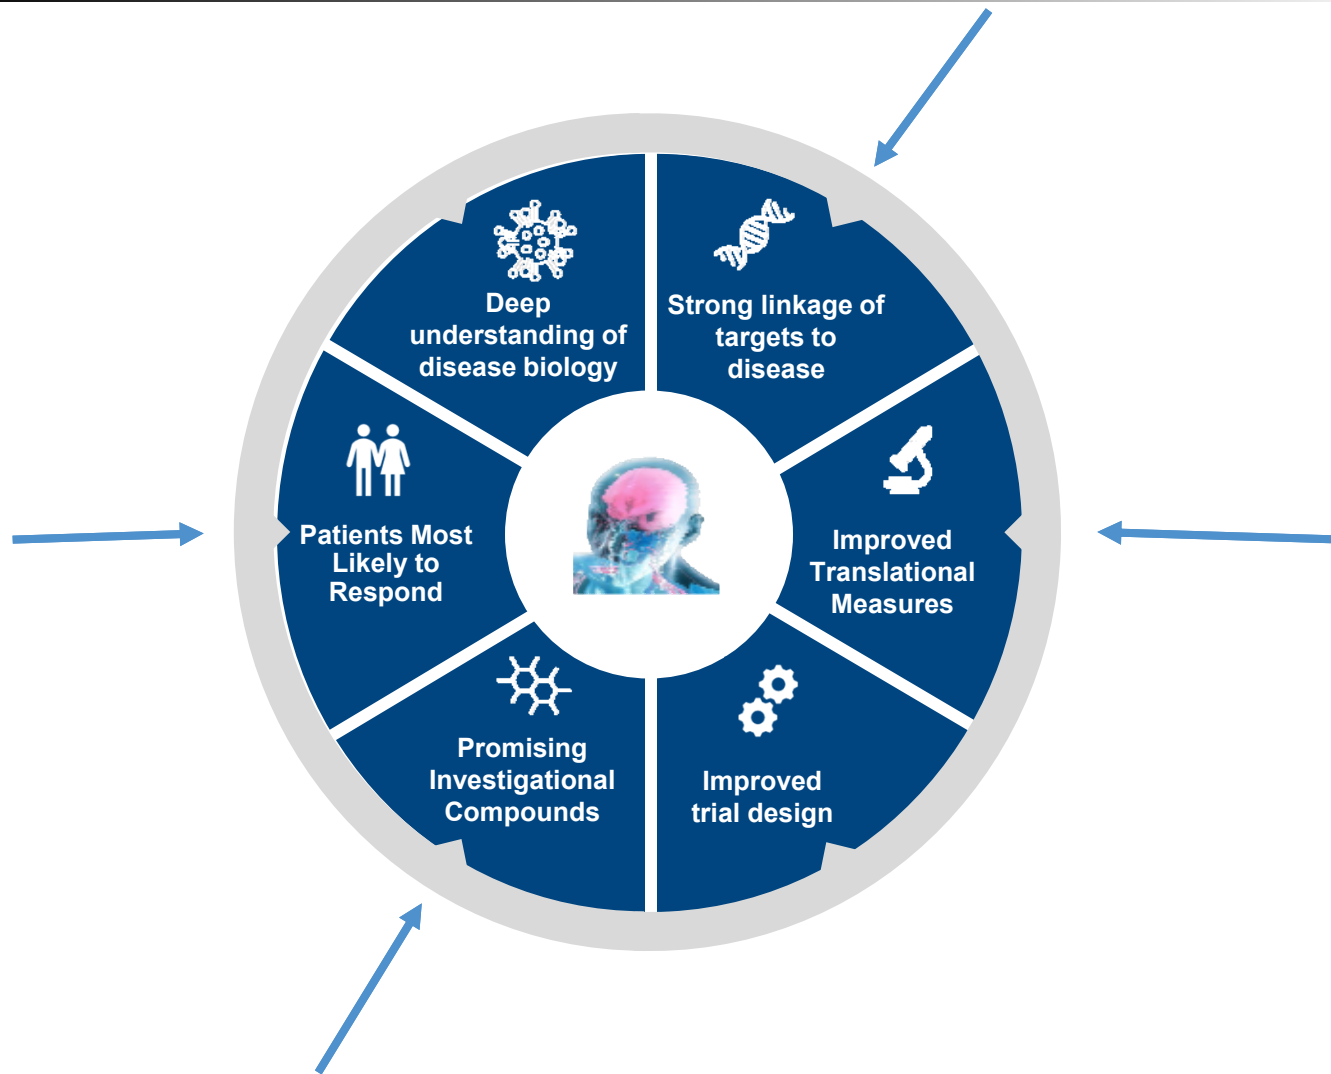 Deep
understanding of
disease biology
Strong linkage of
targets to
disease
Patients Most
Likely to
Respond
Improved
Translational
Measures
Promising
Investigational
Compounds
Improved
trial design